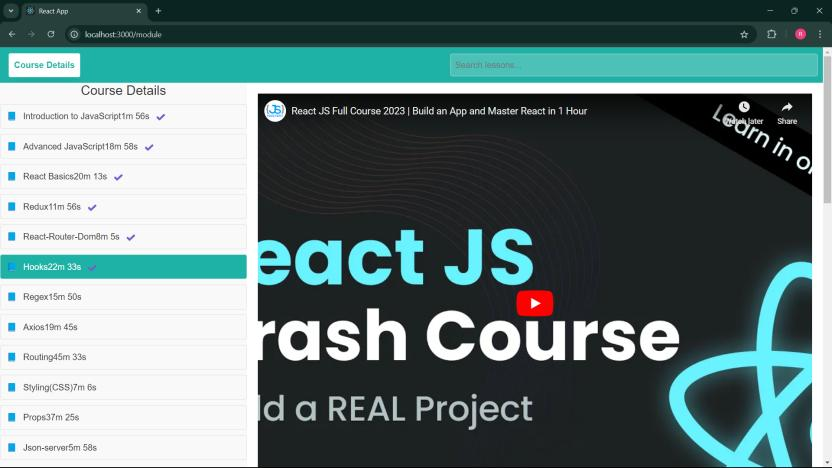 React App
localhost:3000/module
R
Course Details
Search lessons...
Course Details
Introduction to JavaScript1m 56s
Advanced JavaScript18m 58s
React Basics20m 13s
Redux11m 56s
React-Router-Dom8m 5s
Hooks22m 33s
Regex15m 50s
Axios19m 45s
Routing45m 33s
Styling(CSS)7m 6s
Props37m 25s
Json-server5m 58s
JS
React JS Full Course 2023 | Build an App and Master React in 1 Hour
Watch later
Share
Learn in o
eact JS
rash Course
ld a REAL Project